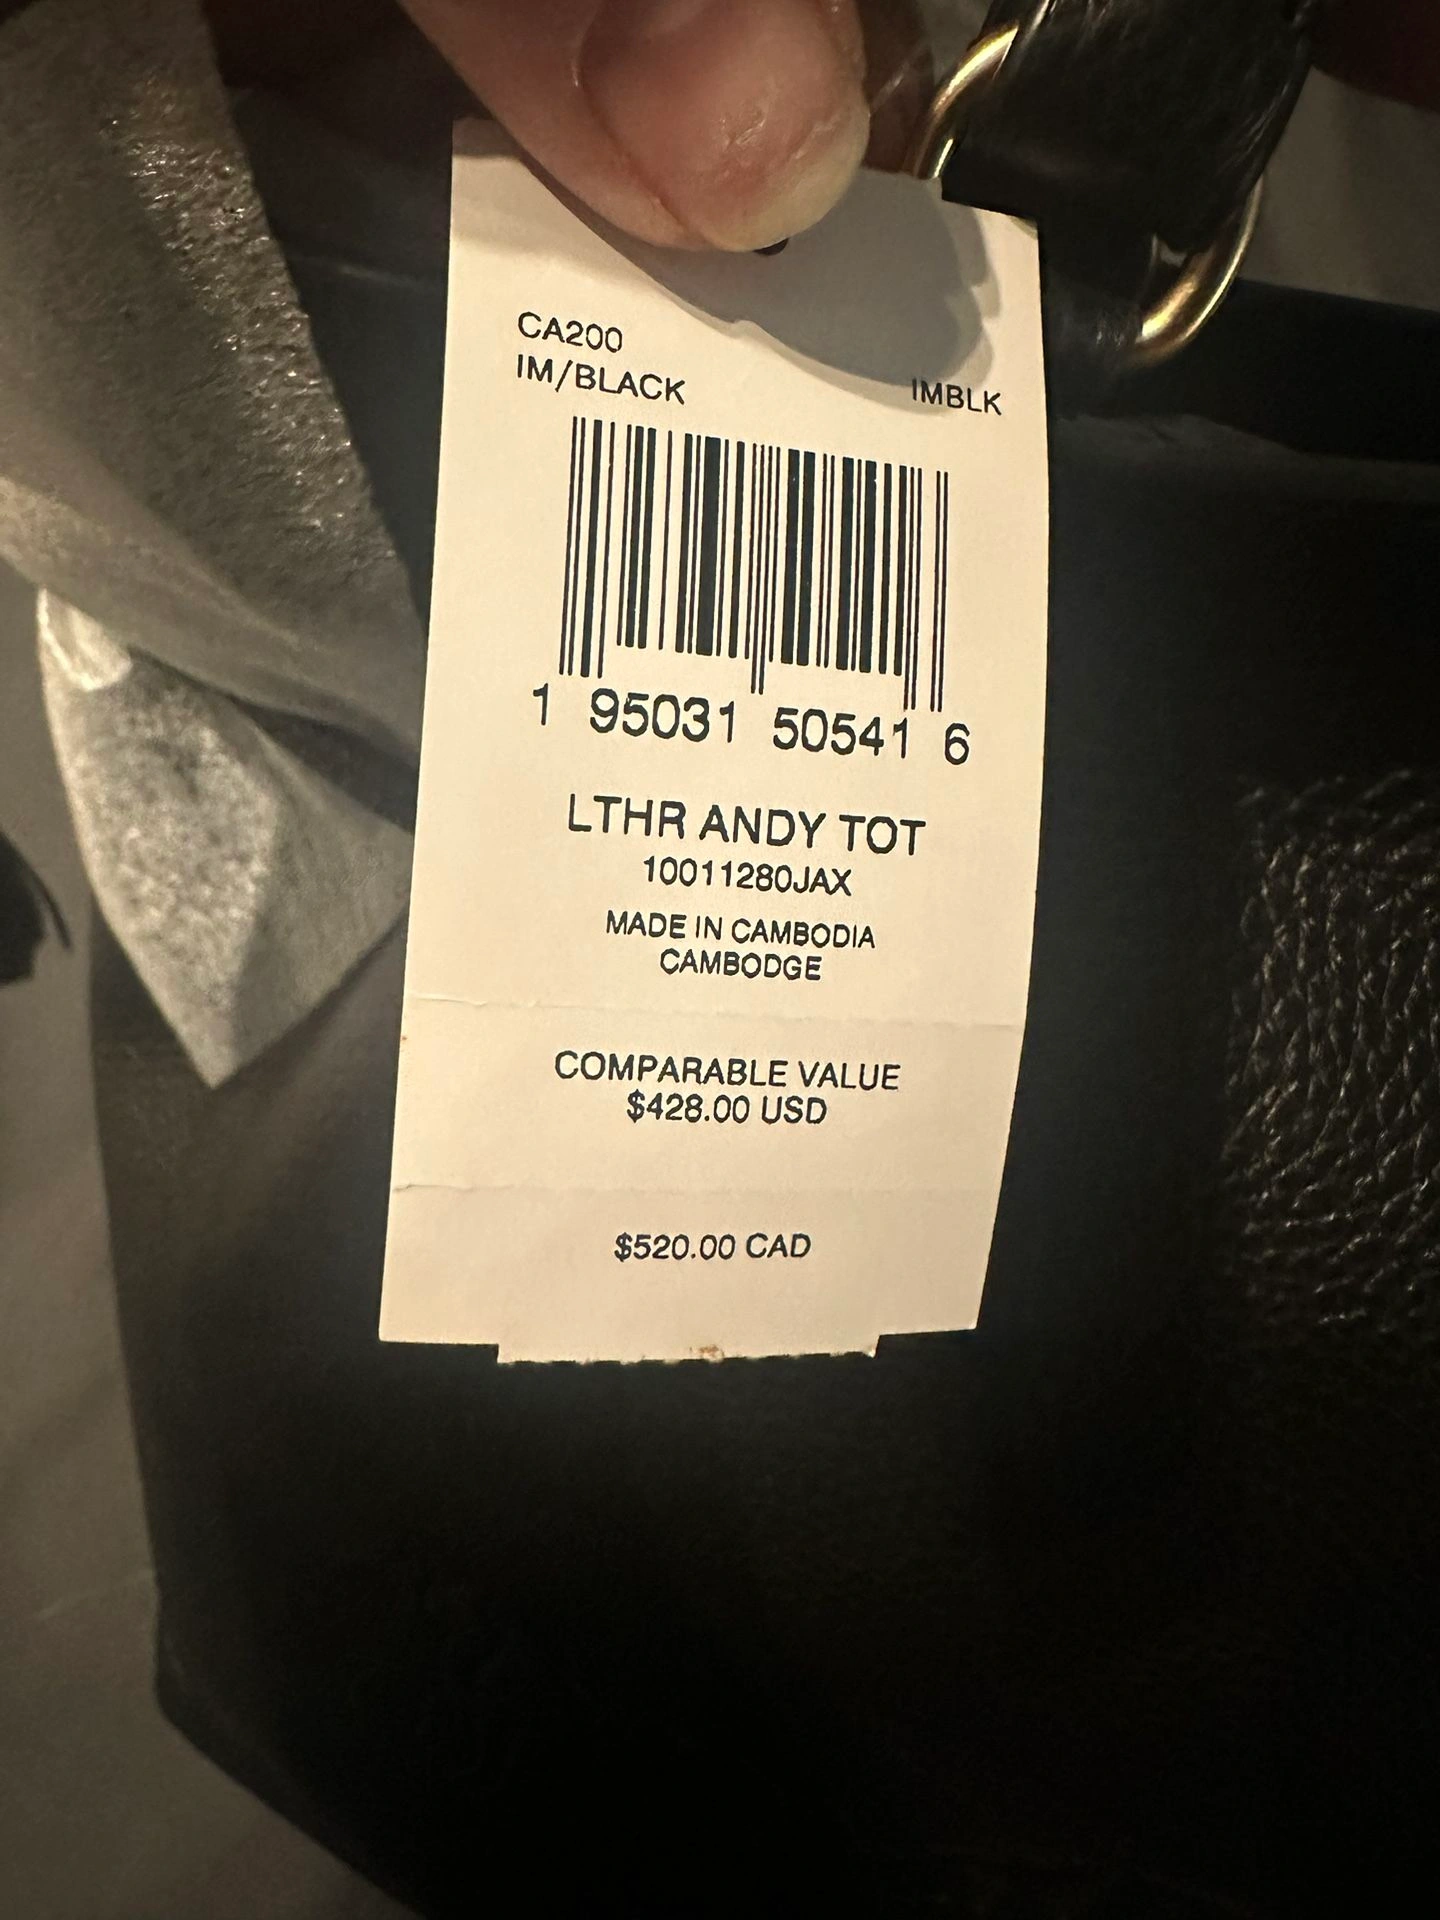 CA200
IM/BLACK IMBLK
1 95031 50541 6
LTHR ANDY TOT
10011280JAX
MADE IN CAMBODIA
CAMBODGE
COMPARABLE VALUE
$428.00 USD
$520.00 CAD